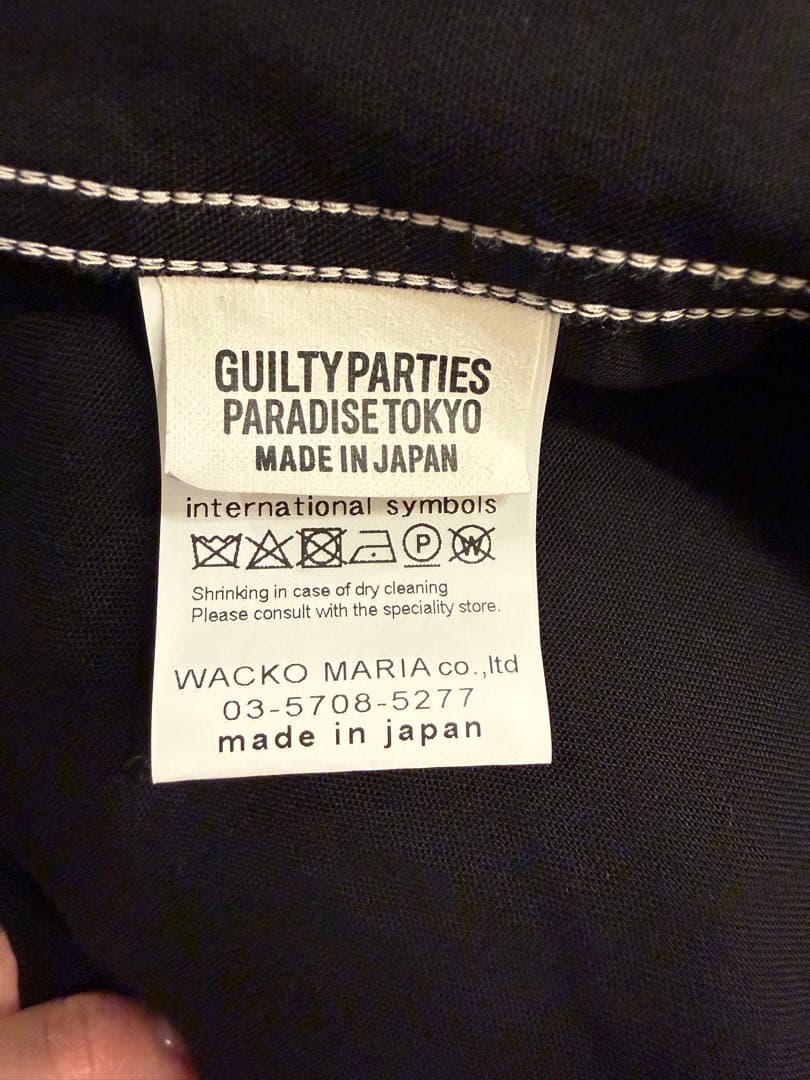 GUILTY PARTIES
PARADISE TOKYO
MADE IN JAPAN
international symbols
P W
Shrinking in case of dry cleaning
Please consult with the speciality store.
WACKO MARIA co.,ltd
03-5708-5277
made in japan